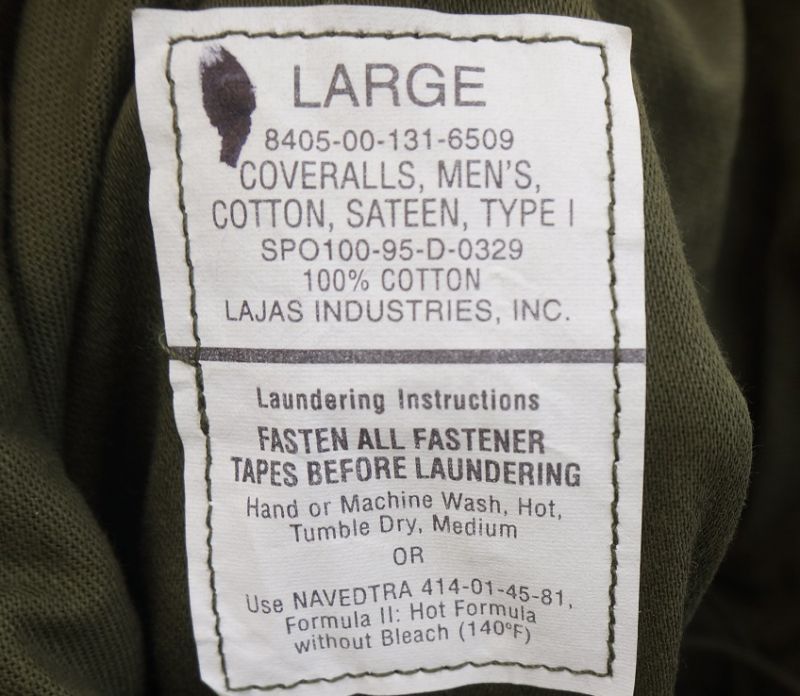 LARGE
8405-00-131-6509
COVERALLS, MEN'S,
COTTON, SATEEN, TYPE I
SPO100-95-D-0329
100% COTTON
LAJAS INDUSTRIES, INC.
Laundering Instructions
FASTEN ALL FASTENER
TAPES BEFORE LAUNDERING
Hand or Machine Wash, Hot,
Tumble Dry, Medium
OR
Use NAVEDTRA 414-01-45-81,
Formula II: Hot Formula
without Bleach (140°F)